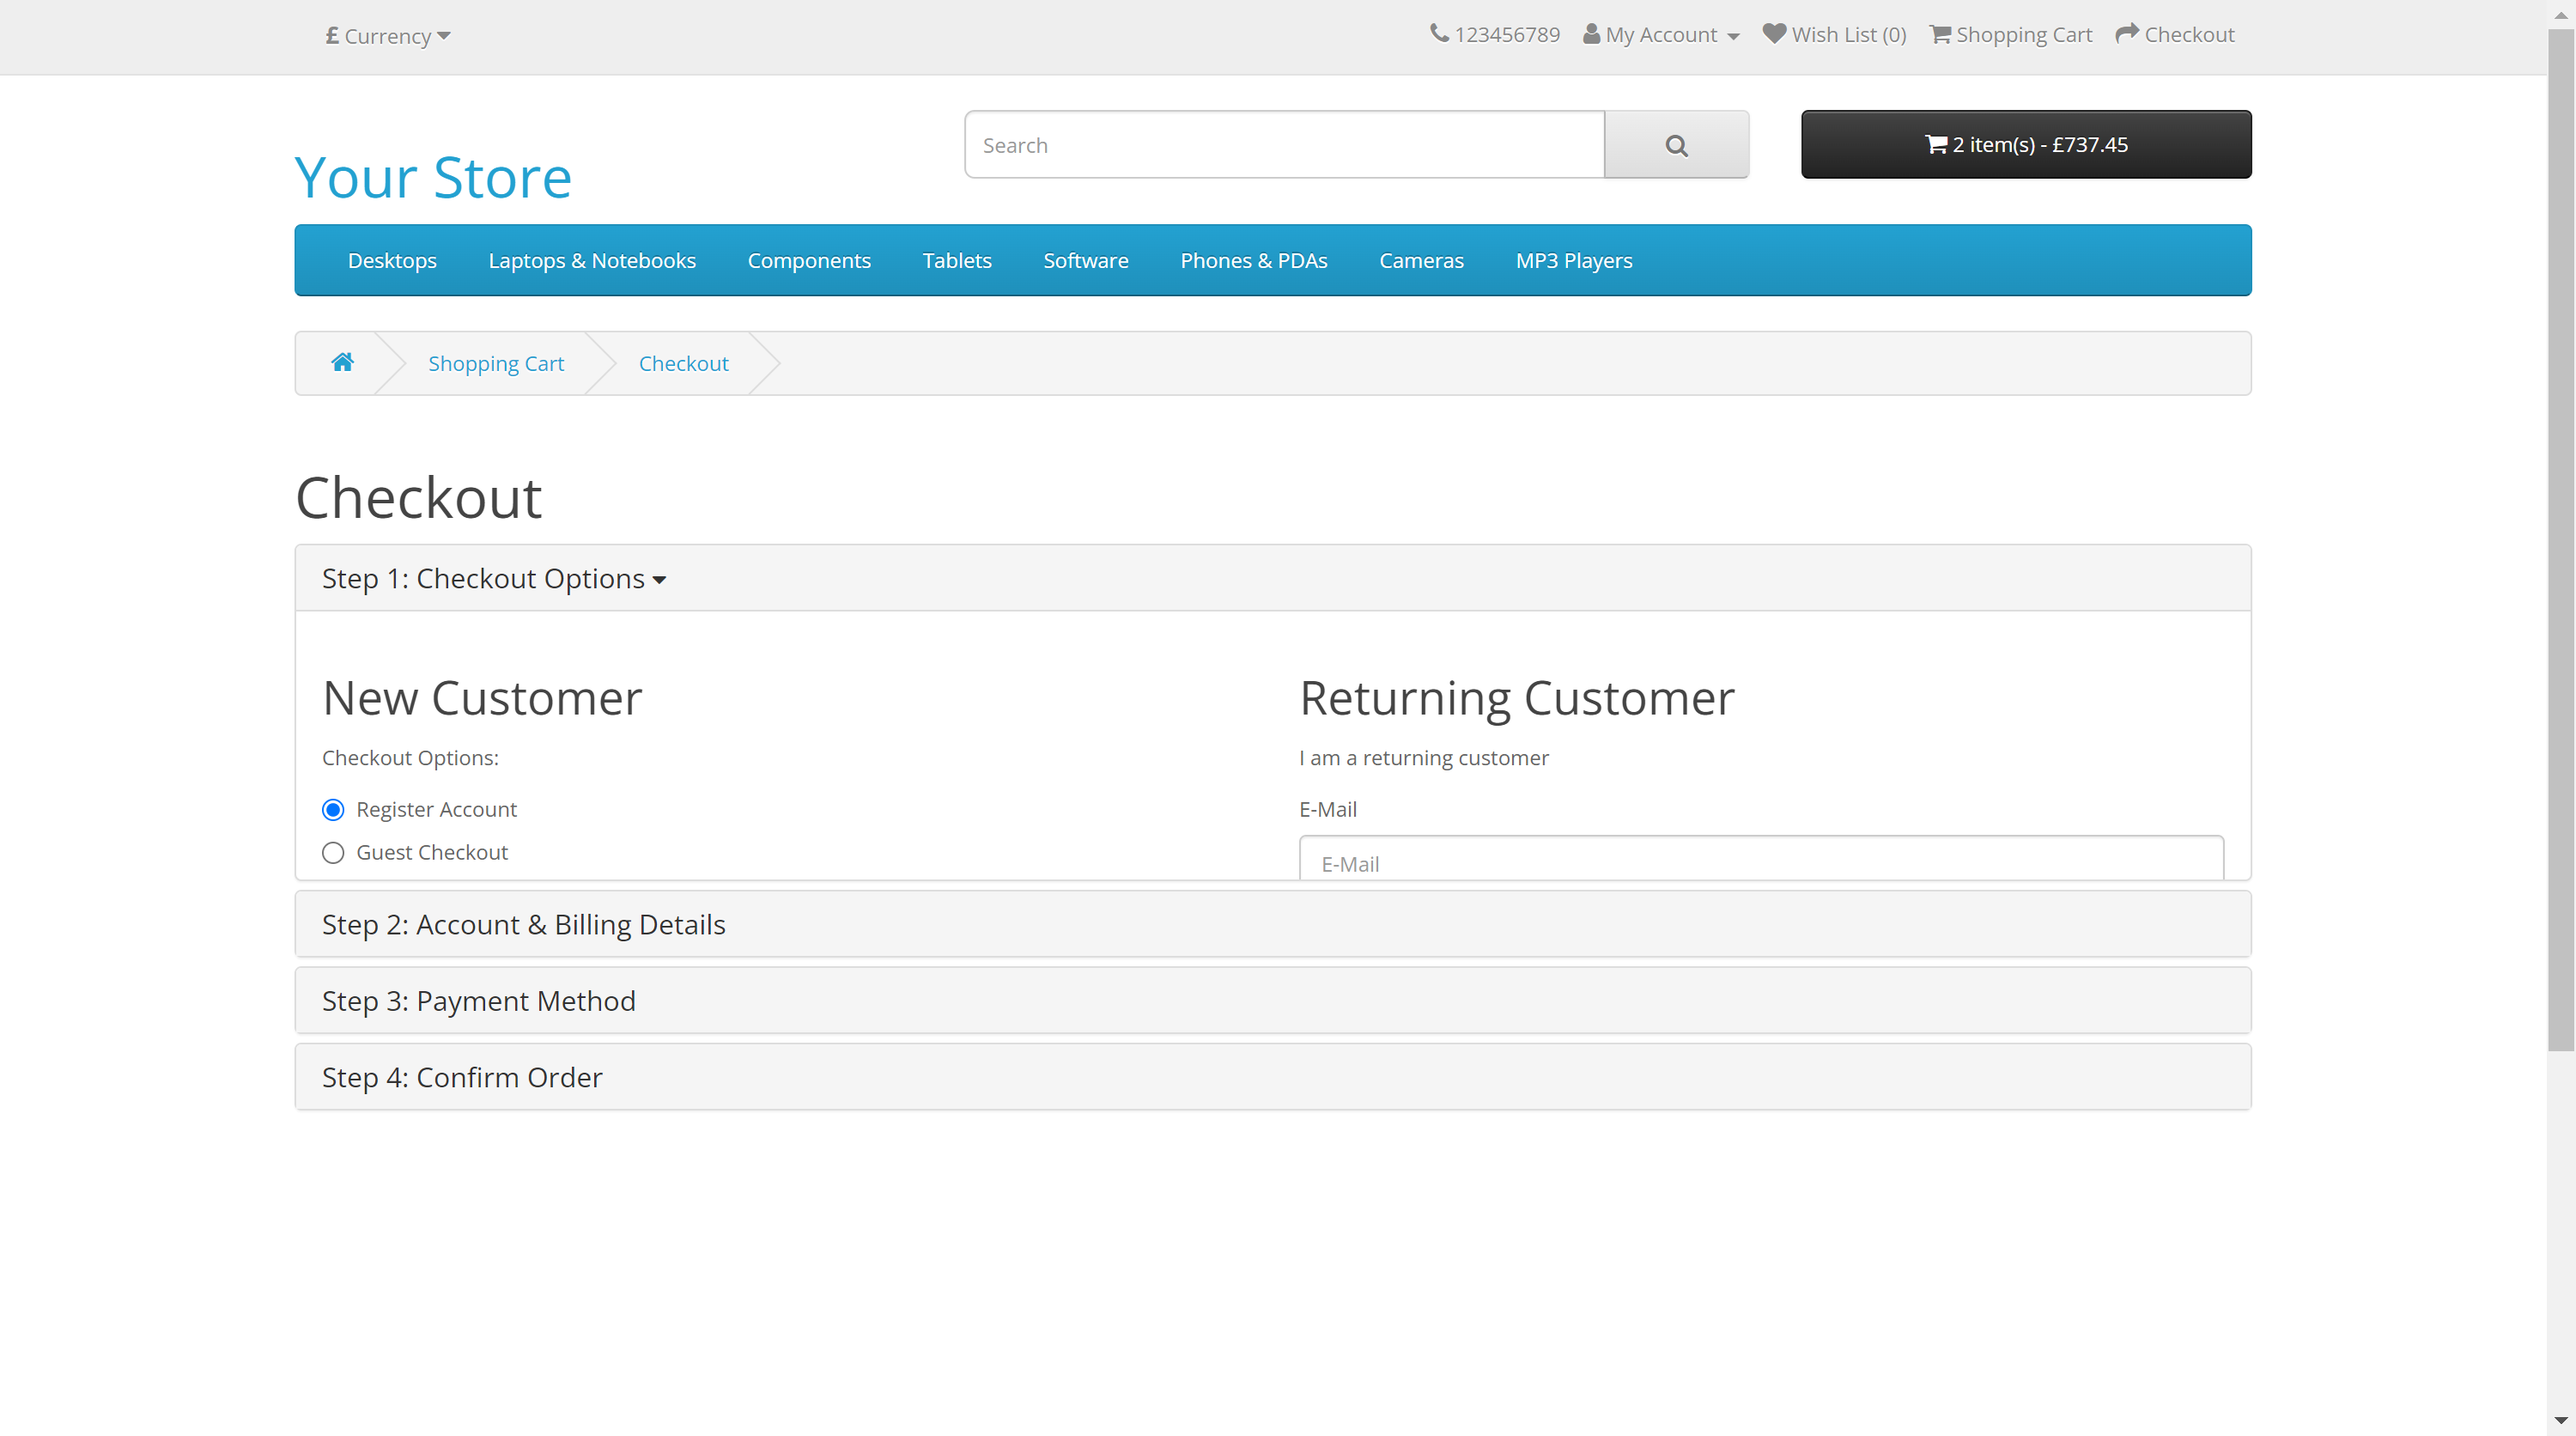 £ Currency
123456789 My Account Wish List (0) Shopping Cart Checkout
Your Store
Search
2 item(s) - £737.45
Desktops Laptops & Notebooks Components Tablets Software Phones & PDAs Cameras MP3 Players
Shopping Cart Checkout
Checkout
Step 1: Checkout Options
New Customer
Checkout Options:
Register Account
Guest Checkout
Returning Customer
I am a returning customer
E-Mail
E-Mail
Step 2: Account & Billing Details
Step 3: Payment Method
Step 4: Confirm Order